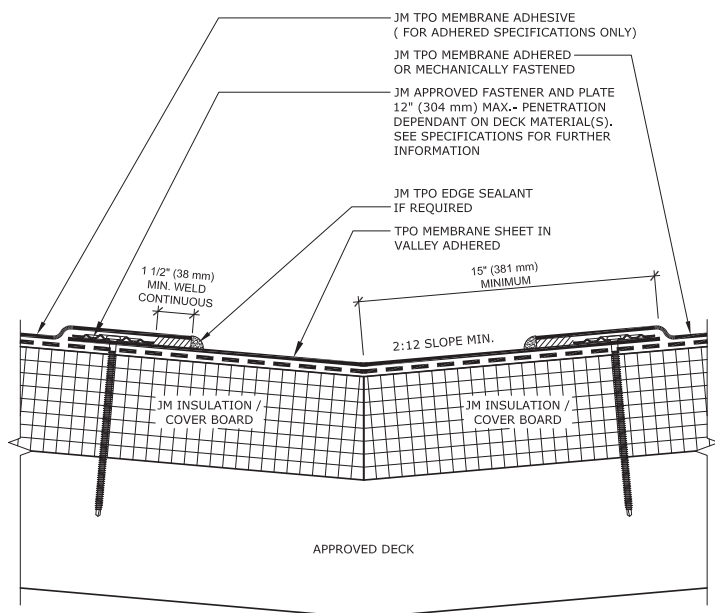 JM TPO MEMBRANE ADHESIVE
( FOR ADHERED SPECIFICATIONS ONLY)
JM TPO MEMBRANE ADHERED
OR MECHANICALLY FASTENED
JM APPROVED FASTENER AND PLATE
12" (304 mm) MAX.- PENETRATION
DEPENDANT ON DECK MATERIAL(S).
SEE SPECIFICATIONS FOR FURTHER
INFORMATION
JM TPO EDGE SEALANT
IF REQUIRED
TPO MEMBRANE SHEET IN
VALLEY ADHERED
1 1/2" (38 mm)
MIN. WELD
CONTINUOUS
15" (381 mm)
MINIMUM
2:12 SLOPE MIN.
JM INSULATION /
COVER BOARD
JM INSULATION /
COVER BOARD
APPROVED DECK